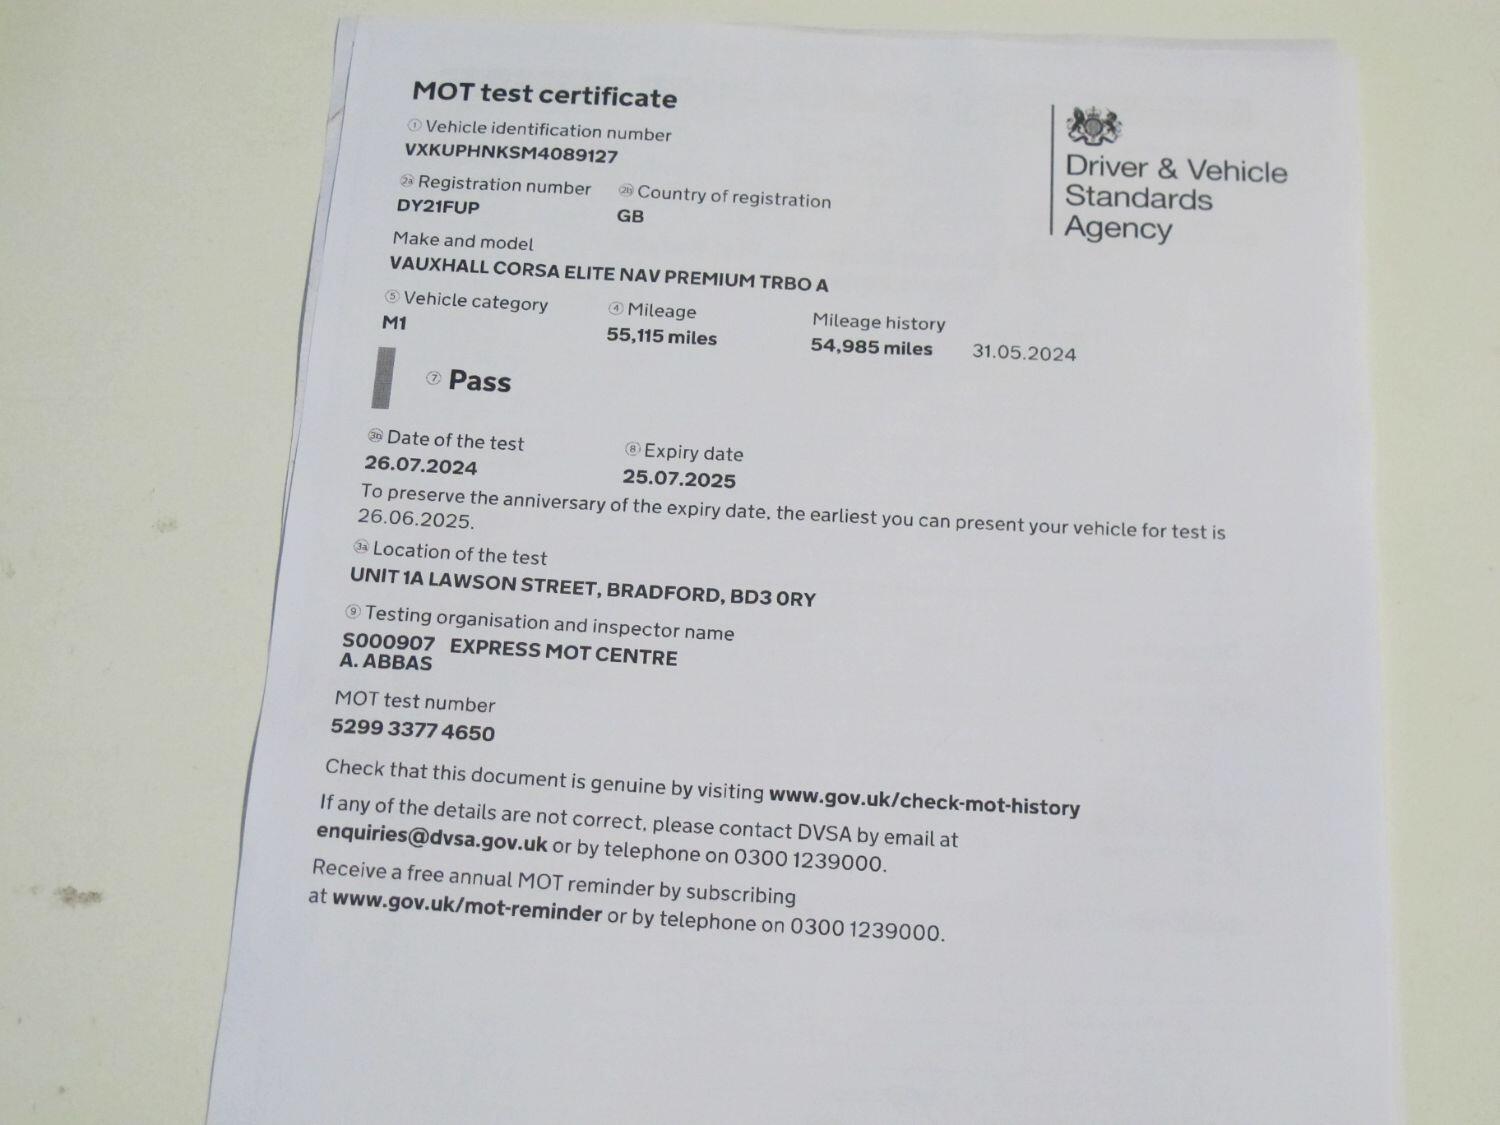 MOT test certificate
① Vehicle identification number
VXKUPHNKSM4089127
2a Registration number 2b Country of registration
DY21FUP GB
Make and model
VAUXHALL CORSA ELITE NAV PREMIUM TRBO A
⑤ Vehicle category ④ Mileage Mileage history
M1 55,115 miles 54,985 miles 31.05.2024
⑦ Pass
3b Date of the test ⑧ Expiry date
26.07.2024 25.07.2025
To preserve the anniversary of the expiry date, the earliest you can present your vehicle for test is
26.06.2025.
3a Location of the test
UNIT 1A LAWSON STREET, BRADFORD, BD3 0RY
⑨ Testing organisation and inspector name
S000907 EXPRESS MOT CENTRE
A. ABBAS
MOT test number
5299 3377 4650
Check that this document is genuine by visiting www.gov.uk/check-mot-history
If any of the details are not correct, please contact DVSA by email at
enquiries@dvsa.gov.uk or by telephone on 0300 1239000.
Receive a free annual MOT reminder by subscribing
at www.gov.uk/mot-reminder or by telephone on 0300 1239000.
Driver & Vehicle
Standards
Agency